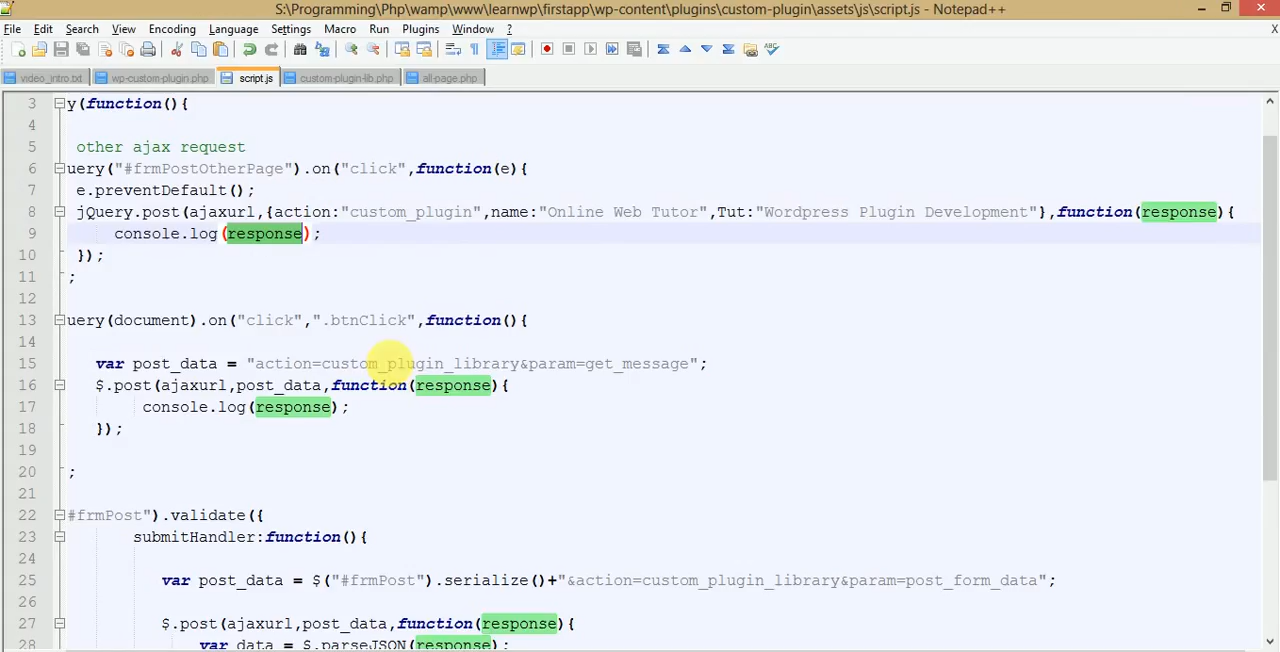 S:\Programming\Php\wamp\www\learnwp\firstapp\wp-content\plugins\custom-plugin\assets\js\script.js - Notepad++
File Edit Search View Encoding Language Settings Macro Run Plugins Window ? X
video_intro.txt wp-custom-plugin.php script.js custom-plugin-lib.php all-page.php
3 y(function(){
4
5 other ajax request
6 uery("#frmPostOtherPage").on("click",function(e){
7 e.preventDefault();
8 jQuery.post(ajaxurl,{action:"custom_plugin",name:"Online Web Tutor",Tut:"Wordpress Plugin Development"},function(response){
9 console.log(response);
10 });
11 ;
12
13 uery(document).on("click",".btnClick",function(){
14
15 var post_data = "action=custom_plugin_library&param=get_message";
16 $.post(ajaxurl,post_data,function(response){
17 console.log(response);
18 });
19
20 ;
21
22 #frmPost").validate({
23 submitHandler:function(){
24
25 var post_data = $("#frmPost").serialize()+"&action=custom_plugin_library&param=post_form_data";
26
27 $.post(ajaxurl,post_data,function(response){
28 var data = $.parseJSON(response);